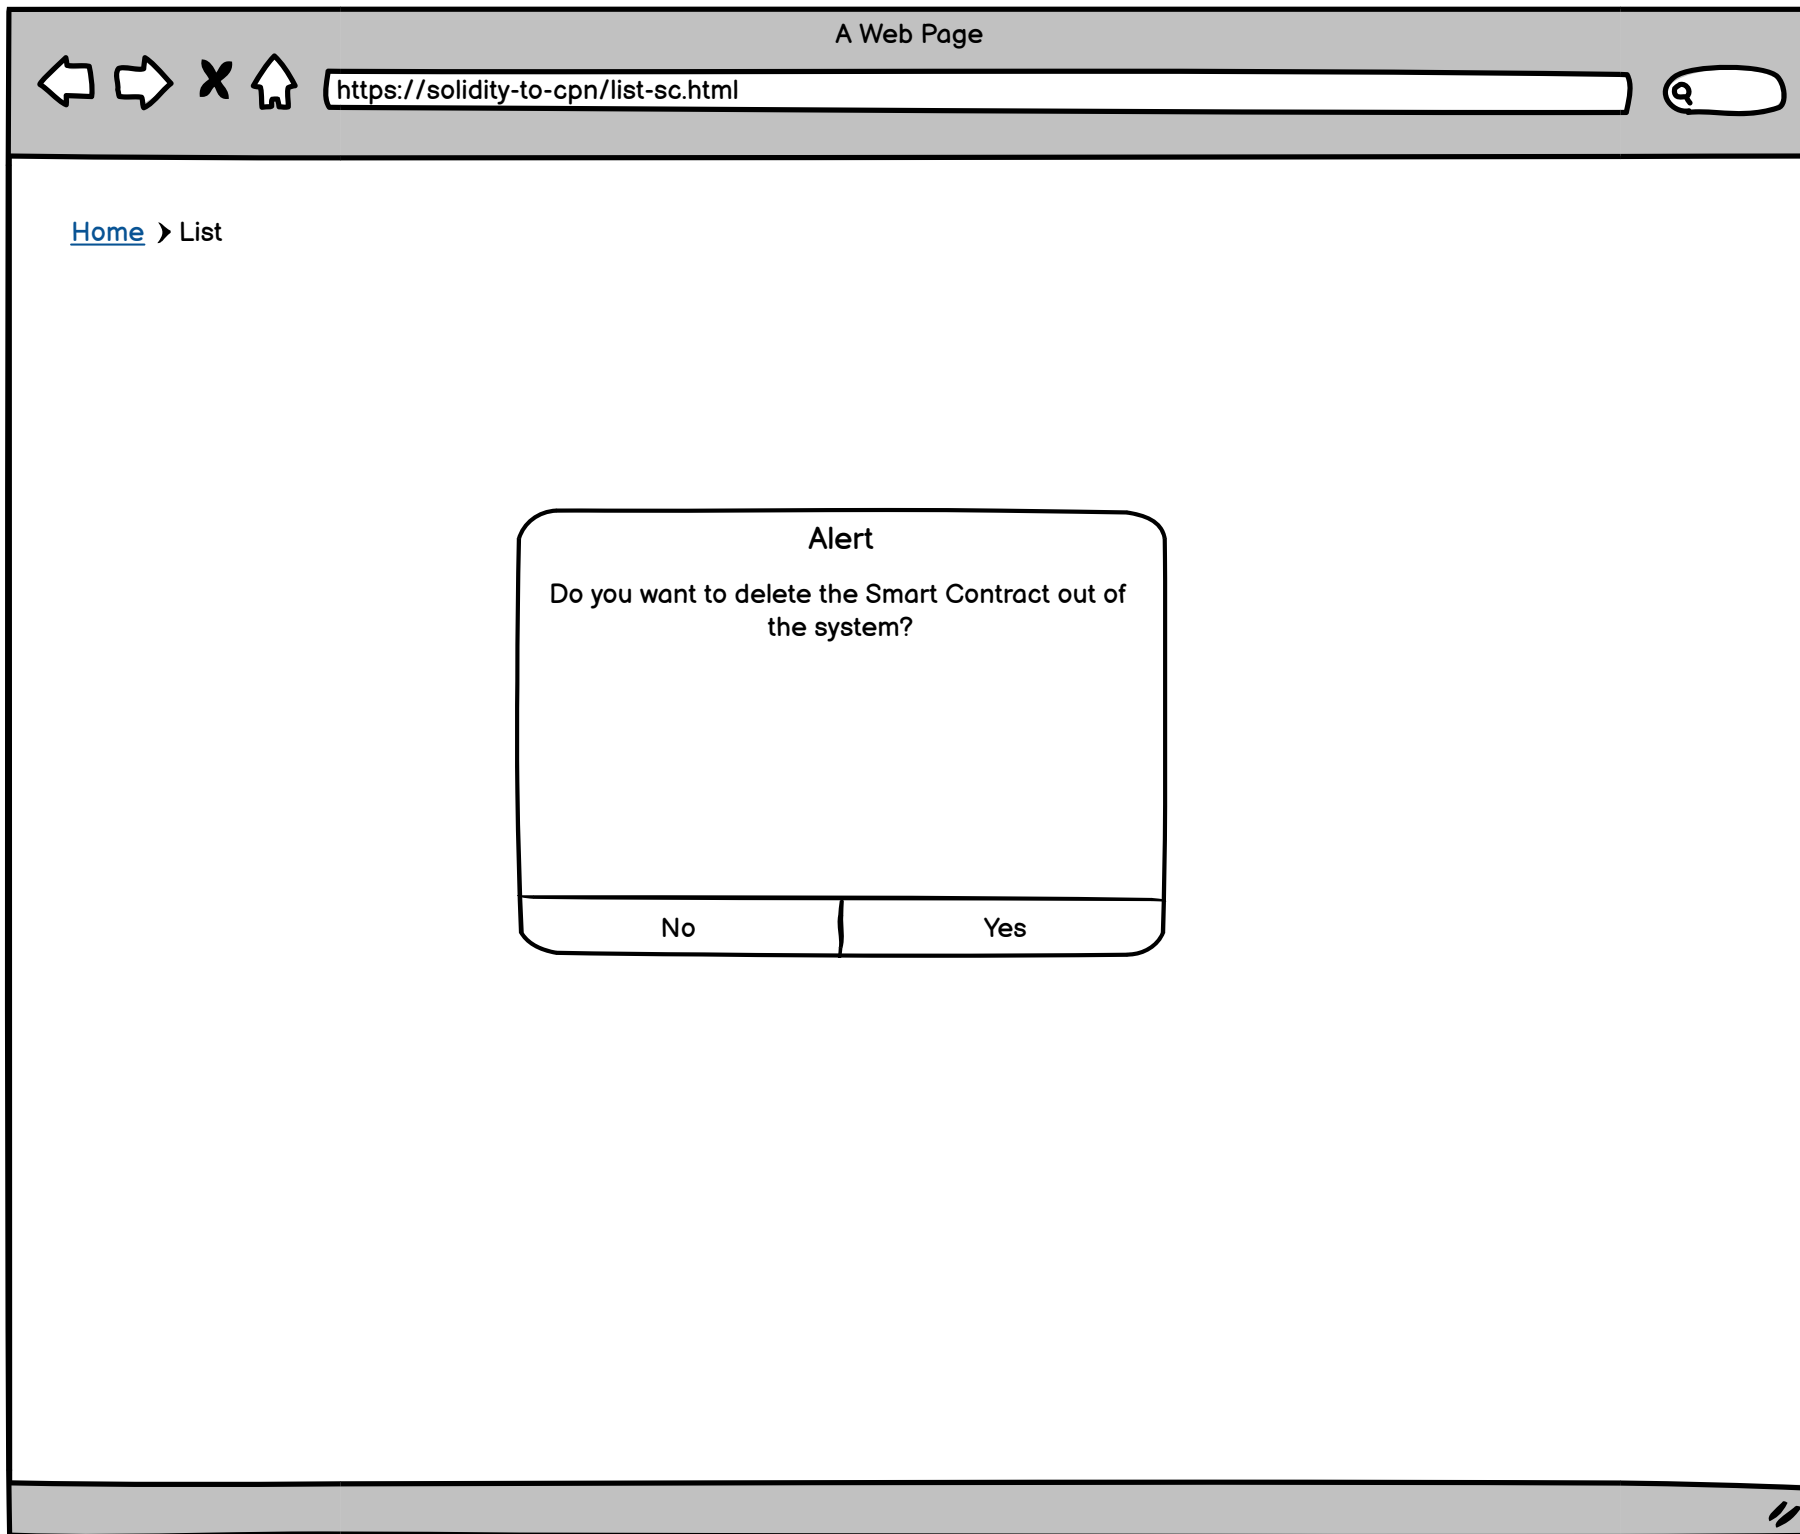 A Web Page
https://solidity-to-cpn/list-sc.html
Home List
Alert
Do you want to delete the Smart Contract out of
the system?
No Yes